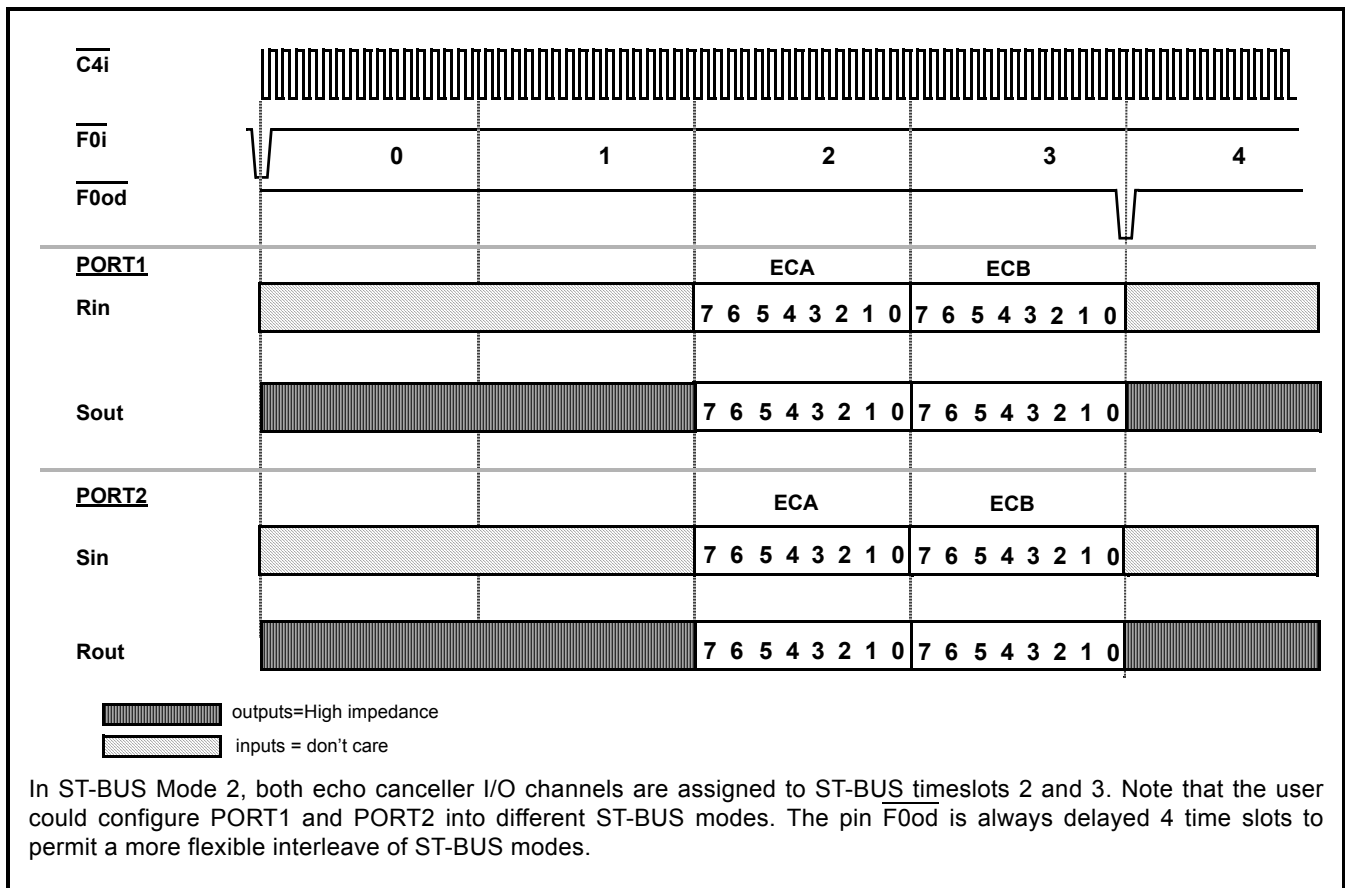 C4i
F0i
0 1 2 3 4
F0od
PORT1
ECA ECB
Rin
7 6 5 4 3 2 1 0 7 6 5 4 3 2 1 0
Sout
7 6 5 4 3 2 1 0 7 6 5 4 3 2 1 0
PORT2
ECA ECB
Sin
7 6 5 4 3 2 1 0 7 6 5 4 3 2 1 0
Rout
7 6 5 4 3 2 1 0 7 6 5 4 3 2 1 0
outputs=High impedance
inputs = don't care
In ST-BUS Mode 2, both echo canceller I/O channels are assigned to ST-BUS timeslots 2 and 3. Note that the user
could configure PORT1 and PORT2 into different ST-BUS modes. The pin F0od is always delayed 4 time slots to
permit a more flexible interleave of ST-BUS modes.